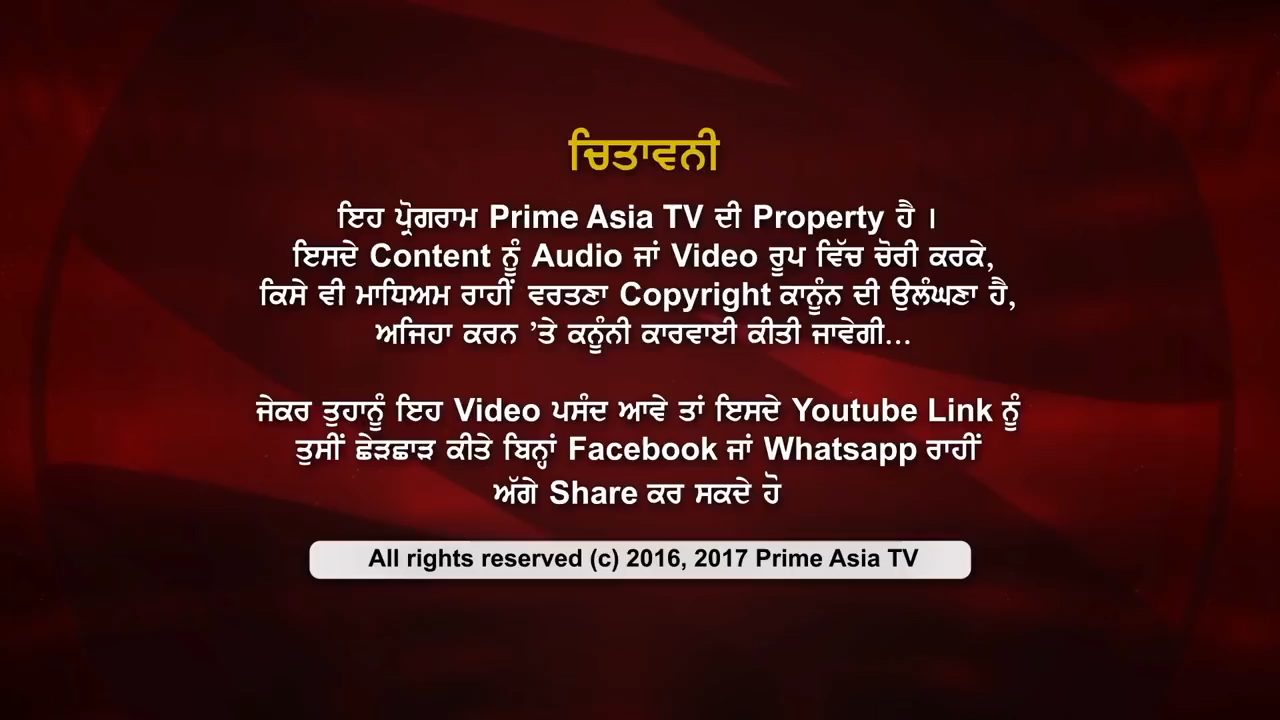 ਚਿਤਾਵਨੀ
ਇਹ ਪ੍ਰੋਗਰਾਮ Prime Asia TV ਦੀ Property ਹੈ ।
ਇਸਦੇ Content ਨੂੰ Audio ਜਾਂ Video ਰੂਪ ਵਿੱਚ ਚੋਰੀ ਕਰਕੇ,
ਕਿਸੇ ਵੀ ਮਾਧਿਅਮ ਰਾਹੀਂ ਵਰਤਣਾ Copyright ਕਾਨੂੰਨ ਦੀ ਉਲੰਘਣਾ ਹੈ,
ਅਜਿਹਾ ਕਰਨ ’ਤੇ ਕਨੂੰਨੀ ਕਾਰਵਾਈ ਕੀਤੀ ਜਾਵੇਗੀ...
ਜੇਕਰ ਤੁਹਾਨੂੰ ਇਹ Video ਪਸੰਦ ਆਵੇ ਤਾਂ ਇਸਦੇ Youtube Link ਨੂੰ
ਤੁਸੀਂ ਛੇੜਛਾੜ ਕੀਤੇ ਬਿਨ੍ਹਾਂ Facebook ਜਾਂ Whatsapp ਰਾਹੀਂ
ਅੱਗੇ Share ਕਰ ਸਕਦੇ ਹੋ
All rights reserved (c) 2016, 2017 Prime Asia TV